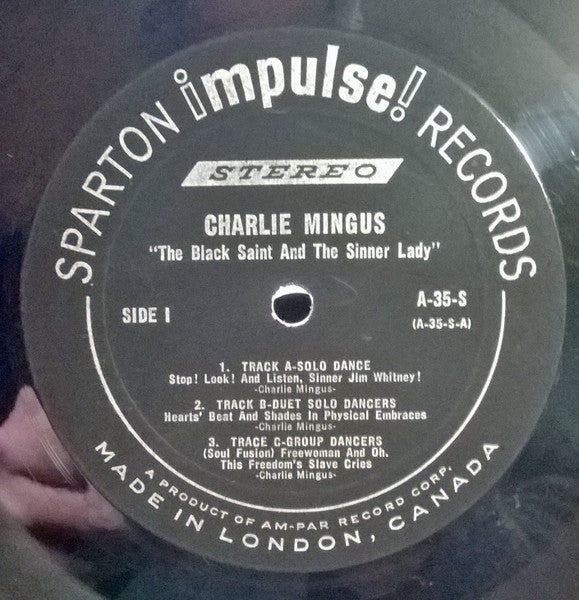 SPARTON impulse! RECORDS
STEREO
CHARLIE MINGUS
"The Black Saint And The Sinner Lady"
SIDE I
A-35-S
(A-35-S-A)
1. TRACK A-SOLO DANCE
Stop! Look! And Listen, Sinner Jim Whitney!
-Charlie Mingus-
2. TRACK B-DUET SOLO DANCERS
Hearts' Beat And Shades In Physical Embraces
-Charlie Mingus-
3. TRACE C-GROUP DANCERS
(Soul Fusion) Freewoman And Oh.
This Freedom's Slave Cries
-Charlie Mingus-
A PRODUCT OF AM-PAR RECORD CORP.
MADE IN LONDON, CANADA